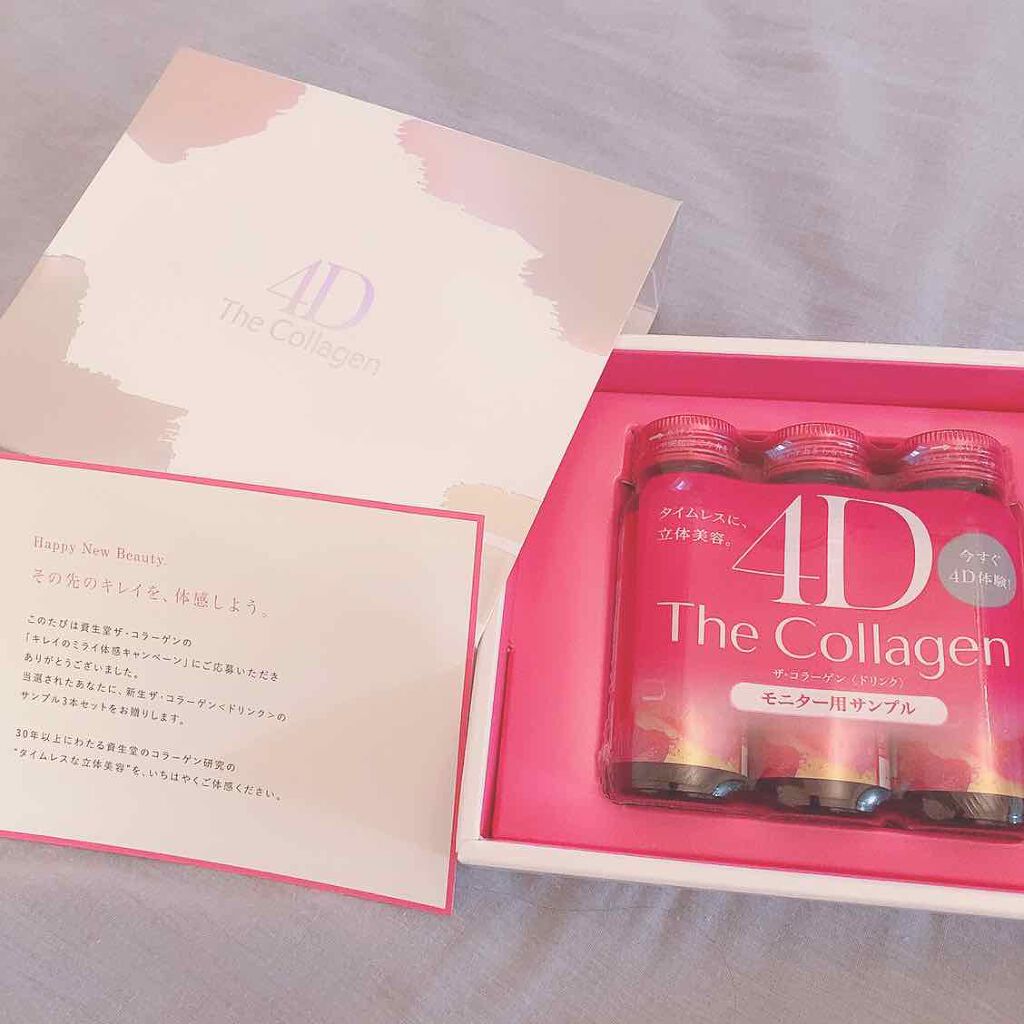 4D
The Collagen
Happy New Beauty.
その先のキレイを、体感しよう。
このたびは資生堂ザ・コラーゲンの
「キレイのミライ体感キャンペーン」にご応募いただき
ありがとうございました。
当選されたあなたに、新生ザ・コラーゲン<ドリンク>の
サンプル3本セットをお贈りします。
30年以上にわたる資生堂のコラーゲン研究の
"タイムレスな立体美容"を、いちはやくご体感ください。
タイムレスに、
立体美容。
4D
今すぐ
4D体験!
The Collagen
ザ・コラーゲン〈ドリンク〉
モニター用サンプル